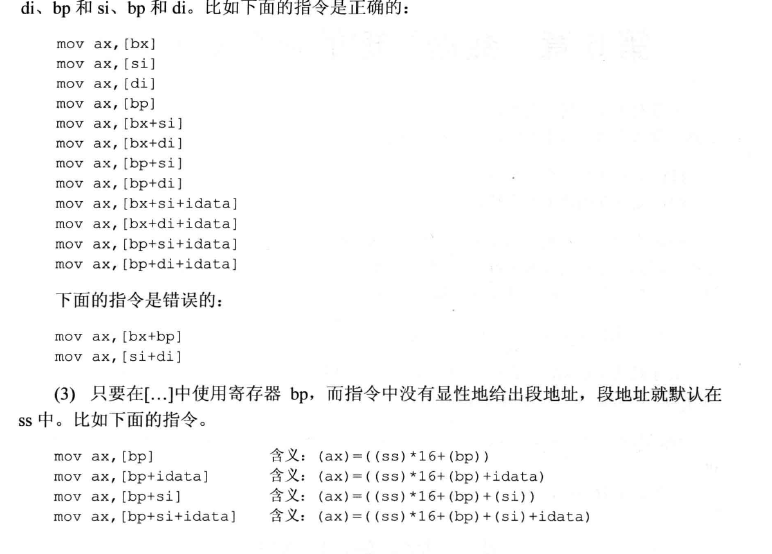 di、bp 和 si、bp 和 di。比如下面的指令是正确的：
mov ax,[bx]
mov ax,[si]
mov ax,[di]
mov ax,[bp]
mov ax,[bx+si]
mov ax,[bx+di]
mov ax,[bp+si]
mov ax,[bp+di]
mov ax,[bx+si+idata]
mov ax,[bx+di+idata]
mov ax,[bp+si+idata]
mov ax,[bp+di+idata]
下面的指令是错误的：
mov ax,[bx+bp]
mov ax,[si+di]
(3) 只要在[…]中使用寄存器 bp，而指令中没有显性地给出段地址，段地址就默认在
ss 中。比如下面的指令。
mov ax,[bp] 含义：(ax)=((ss)*16+(bp))
mov ax,[bp+idata] 含义：(ax)=((ss)*16+(bp)+idata)
mov ax,[bp+si] 含义：(ax)=((ss)*16+(bp)+(si))
mov ax,[bp+si+idata] 含义：(ax)=((ss)*16+(bp)+(si)+idata)